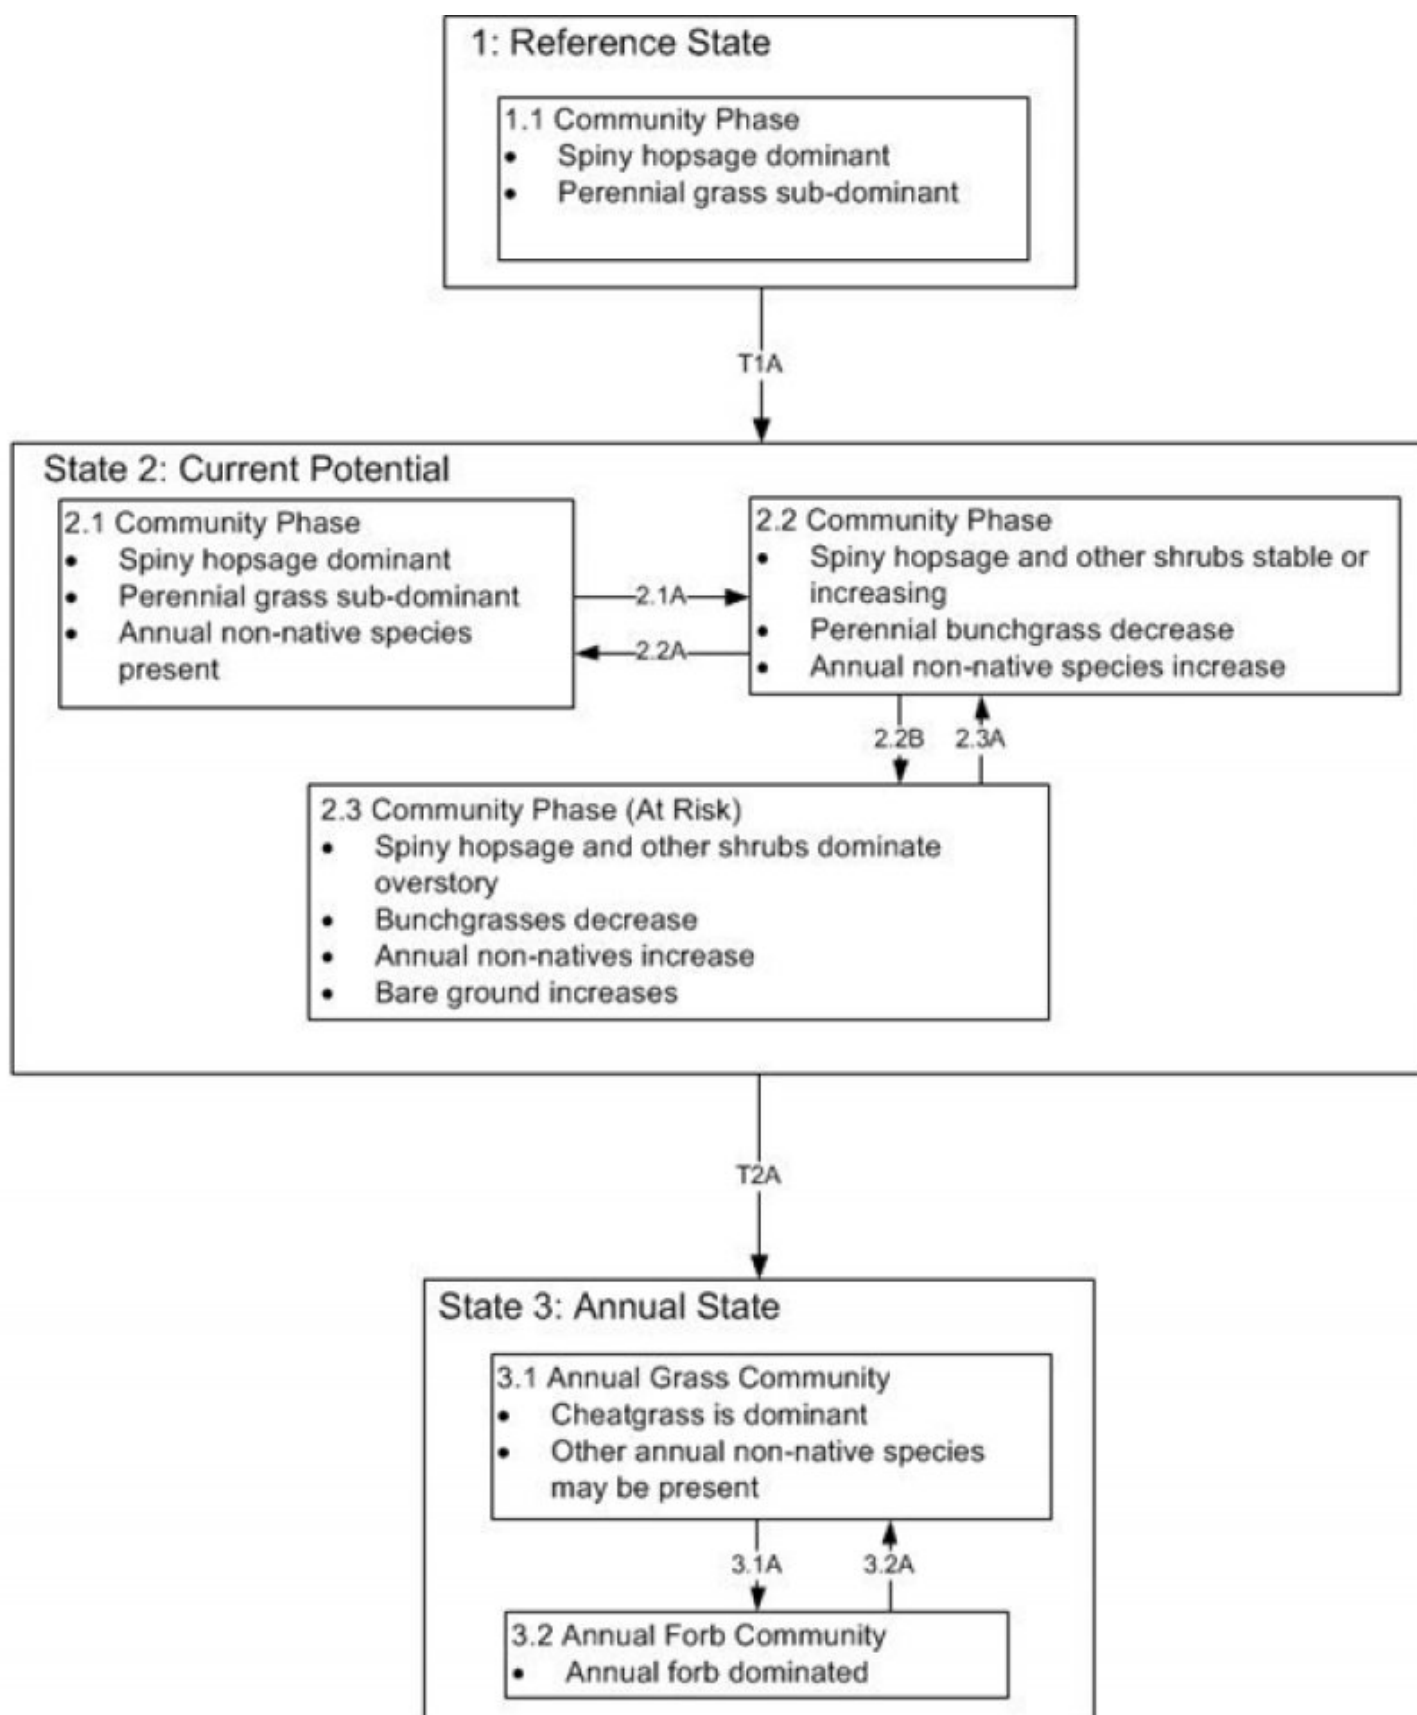 1: Reference State
1.1 Community Phase
• Spiny hopsage dominant
• Perennial grass sub-dominant
T1A
State 2: Current Potential
2.1 Community Phase
• Spiny hopsage dominant
• Perennial grass sub-dominant
• Annual non-native species
present
2.1A
2.2A
2.2 Community Phase
• Spiny hopsage and other shrubs stable or
increasing
• Perennial bunchgrass decrease
• Annual non-native species increase
2.2B
2.3A
2.3 Community Phase (At Risk)
• Spiny hopsage and other shrubs dominate
overstory
• Bunchgrasses decrease
• Annual non-natives increase
• Bare ground increases
T2A
State 3: Annual State
3.1 Annual Grass Community
• Cheatgrass is dominant
• Other annual non-native species
may be present
3.1A
3.2A
3.2 Annual Forb Community
• Annual forb dominated